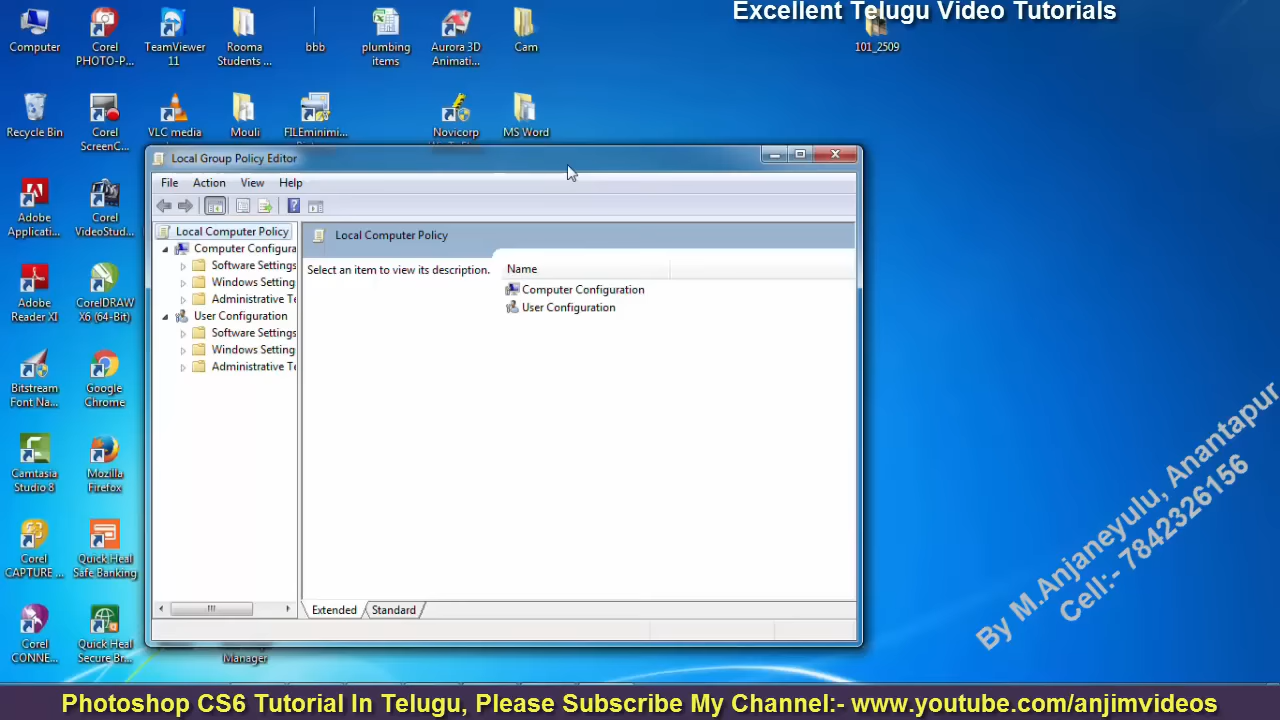 Excellent Telugu Video Tutorials
Computer
Corel
PHOTO-P...
TeamViewer
11
Rooma
Students ...
bbb
plumbing
items
Aurora 3D
Animati...
Cam
101_2509
Recycle Bin
Corel
ScreenC...
VLC media
Mouli
FILEminimi...
Novicorp
MS Word
Local Group Policy Editor
File Action View Help
Adobe
Applicati...
Corel
VideoStud...
Local Computer Policy
Computer Configura
Software Settings
Windows Setting
Administrative Te
User Configuration
Software Settings
Windows Setting
Administrative Te
Local Computer Policy
Select an item to view its description.
Name
Computer Configuration
User Configuration
Adobe
Reader XI
CorelDRAW
X6 (64-Bit)
Bitstream
Font Na...
Google
Chrome
Camtasia
Studio 8
Mozilla
Firefox
Corel
CAPTURE ...
Quick Heal
Safe Banking
Corel
CONNE...
Quick Heal
Secure Br...
Extended Standard
Manager
By M.Anjaneyulu, Anantapur
Cell:- 7842326156
Photoshop CS6 Tutorial In Telugu, Please Subscribe My Channel:- www.youtube.com/anjimvideos